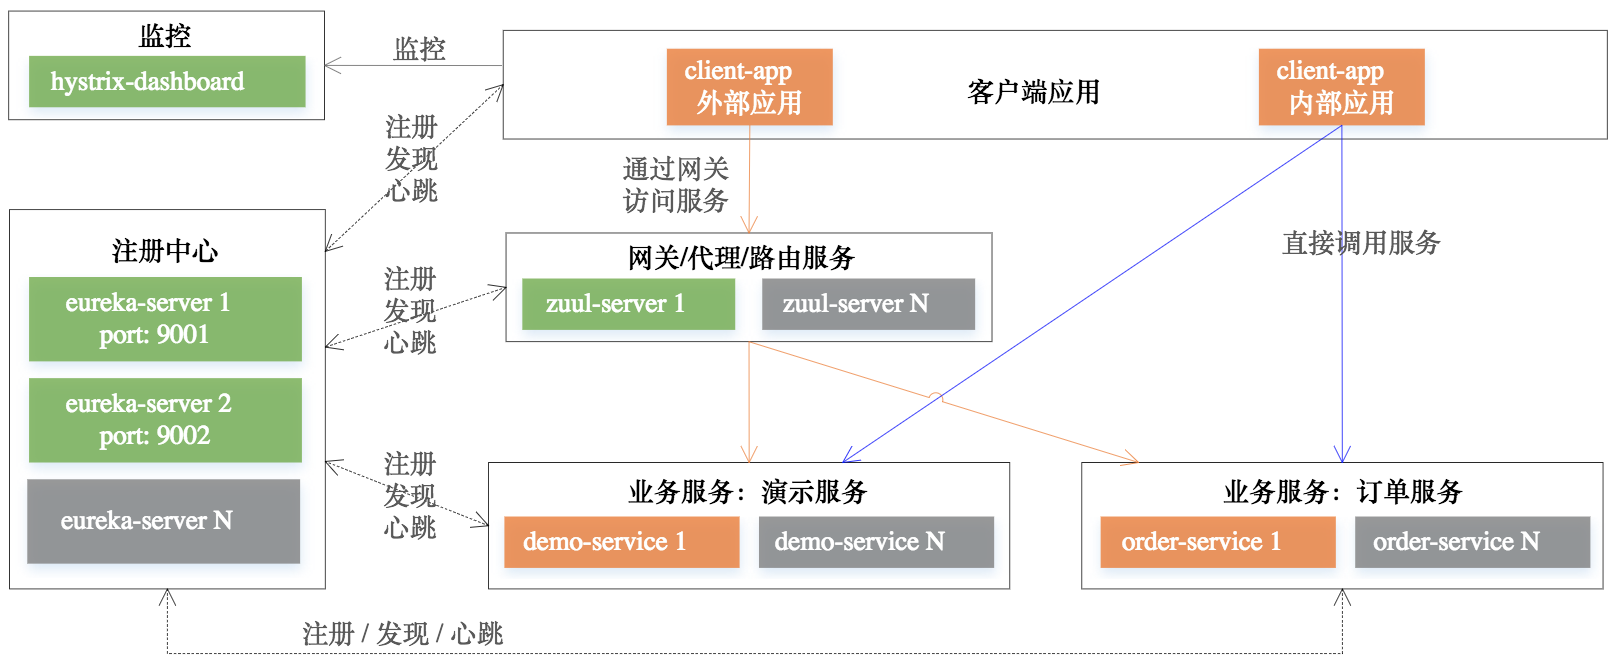 监控
hystrix-dashboard
监控
client-app
外部应用
客户端应用
client-app
内部应用
注册
发现
心跳
通过网关
访问服务
注册中心
eureka-server 1
port: 9001
eureka-server 2
port: 9002
eureka-server N
注册
发现
心跳
网关/代理/路由服务
zuul-server 1
zuul-server N
直接调用服务
注册
发现
心跳
业务服务：演示服务
demo-service 1
demo-service N
业务服务：订单服务
order-service 1
order-service N
注册 / 发现 / 心跳